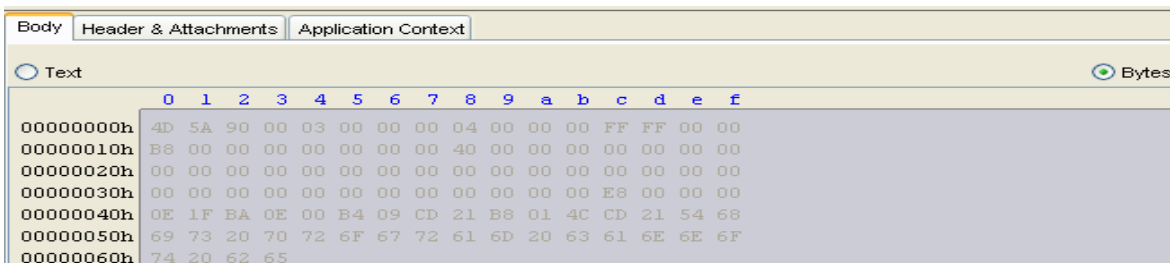 Body Header & Attachments Application Context
Text Bytes
0 1 2 3 4 5 6 7 8 9 a b c d e f
00000000h 4D 5A 90 00 03 00 00 00 04 00 00 00 FF FF 00 00
00000010h B8 00 00 00 00 00 00 00 40 00 00 00 00 00 00 00
00000020h 00 00 00 00 00 00 00 00 00 00 00 00 00 00 00 00
00000030h 00 00 00 00 00 00 00 00 00 00 00 00 E8 00 00 00
00000040h 0E 1F BA 0E 00 B4 09 CD 21 B8 01 4C CD 21 54 68
00000050h 69 73 20 70 72 6F 67 72 61 6D 20 63 61 6E 6E 6F
00000060h 74 20 62 65